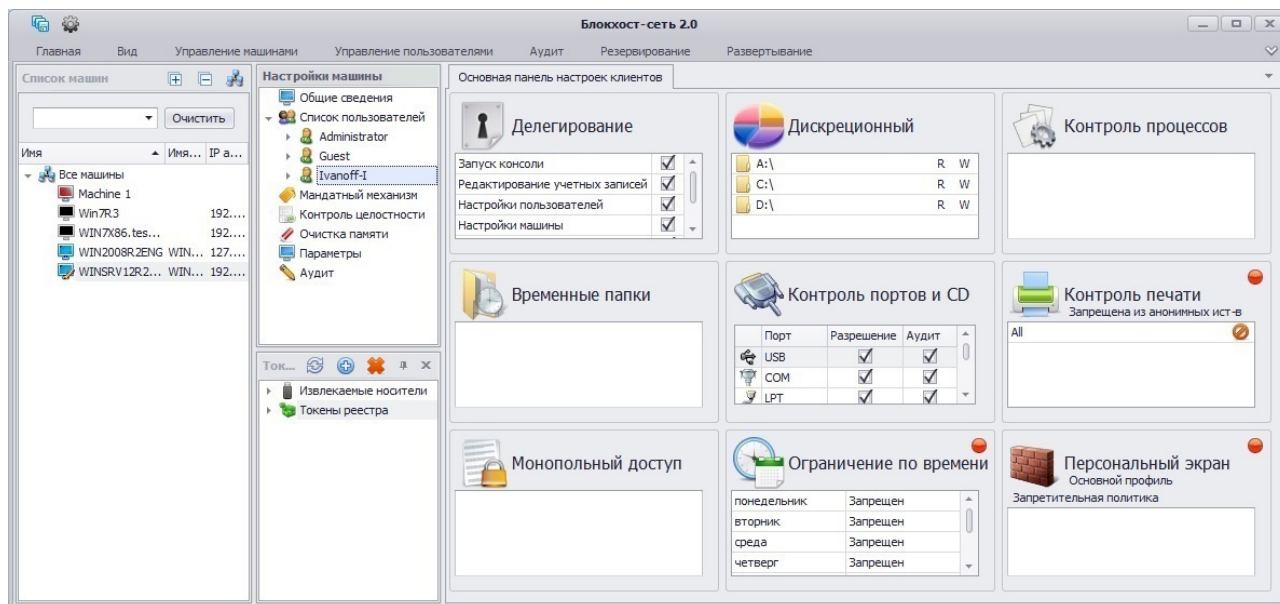 Блокхост-сеть 2.0
Главная Вид Управление машинами Управление пользователями Аудит Резервирование Развертывание
Список машин
Очистить
Имя Имя... IP а...
Все машины
Machine 1
Win7R3 192....
WIN7X86.tes... 192....
WIN2008R2ENG WIN... 127....
WINSRV12R2... WIN... 192....
Настройки машины
Общие сведения
Список пользователей
Administrator
Guest
Ivanoff-I
Мандатный механизм
Контроль целостности
Очистка памяти
Параметры
Аудит
Ток...
Извлекаемые носители
Токены реестра
Основная панель настроек клиентов
Делегирование
Запуск консоли
Редактирование учетных записей
Настройки пользователей
Настройки машины
Дискреционный
A:\ R W
C:\ R W
D:\ R W
Контроль процессов
Временные папки
Контроль портов и CD
Порт Разрешение Аудит
USB
COM
LPT
Контроль печати
Запрещена из анонимных ист-в
All
Монопольный доступ
Ограничение по времени
понедельник Запрещен
вторник Запрещен
среда Запрещен
четверг Запрещен
Персональный экран
Основной профиль
Запретительная политика